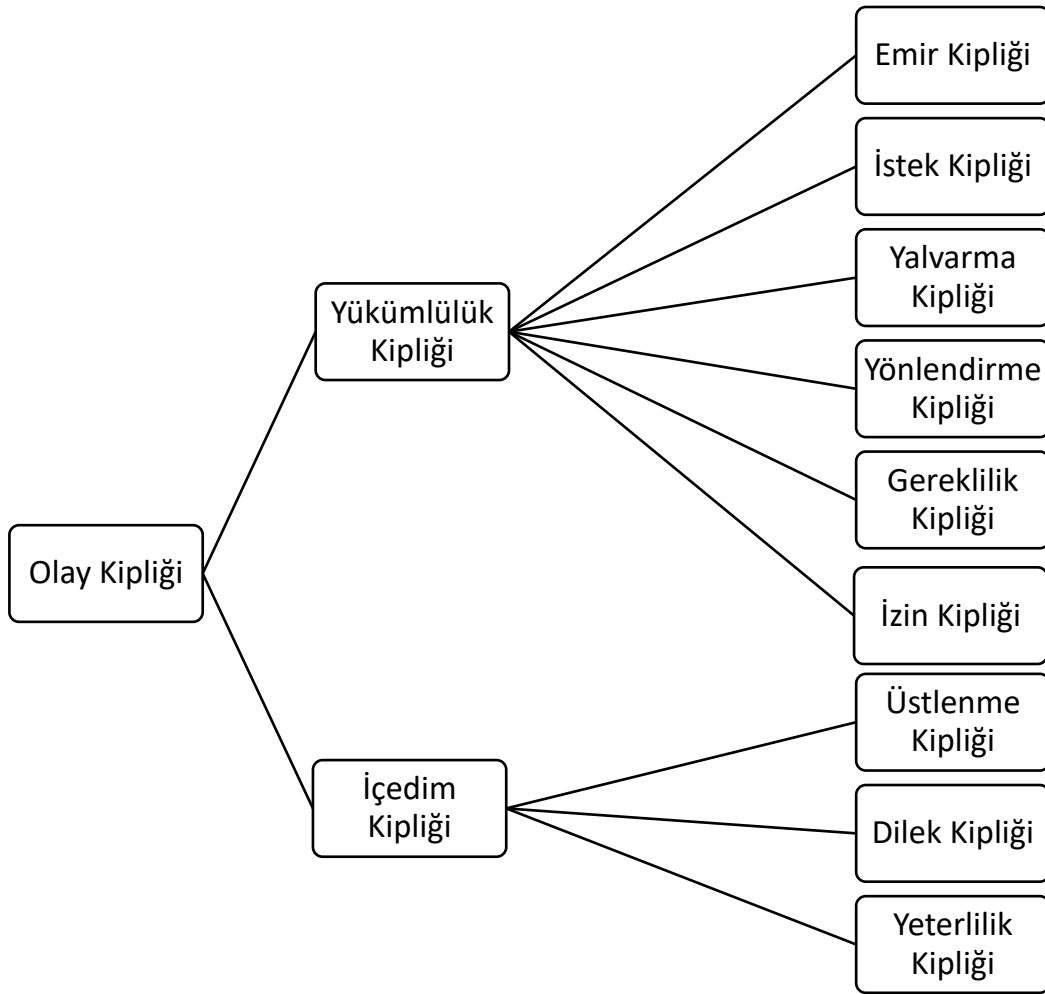 Emir Kipliği
İstek Kipliği
Yalvarma
Kipliği
Yükümlülük
Kipliği
Yönlendirme
Kipliği
Gereklilik
Kipliği
Olay Kipliği
İzin Kipliği
Üstlenme
Kipliği
İçedim
Kipliği
Dilek Kipliği
Yeterlilik
Kipliği